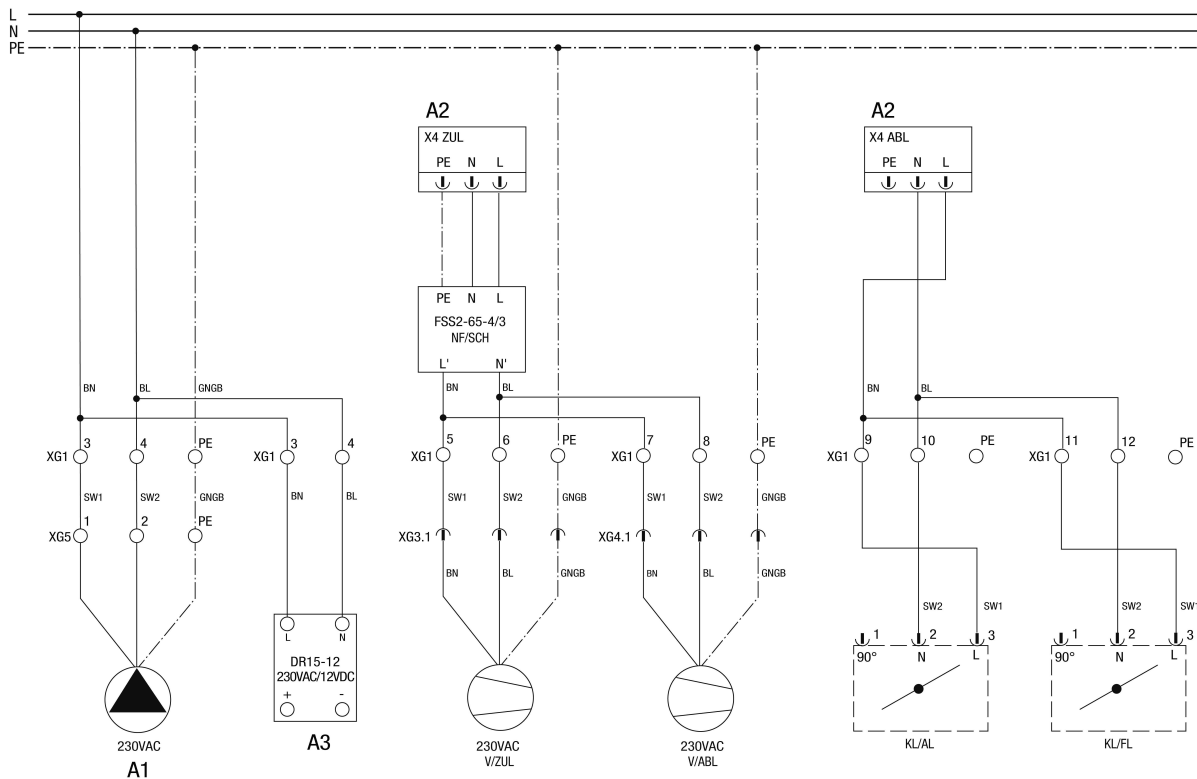 L
N
PE
A2 A2
X4 ZUL X4 ABL
PE N L PE N L
PE N L
FSS2-65-4/3
NF/SCH
L' N'
BN BL GNGB BN BL BN BL
3 4 PE 3 4 5 6 PE 7 8 PE 9 10 PE 11 12 PE
XG1 XG1 XG1 XG1 XG1 XG1
SW1 SW2 GNGB BN BL SW1 SW2 GNGB SW1 SW2 GNGB
1 2 PE
XG5 XG3.1 XG4.1
BN BL GNGB BN BL GNGB
SW2 SW1 SW2 SW1
1 2 3 1 2 3
L N 90° N L 90° N L
DR15-12
230VAC/12VDC
+ -
230VAC A3 230VAC 230VAC KL/AL KL/FL
A1 V/ZUL V/ABL